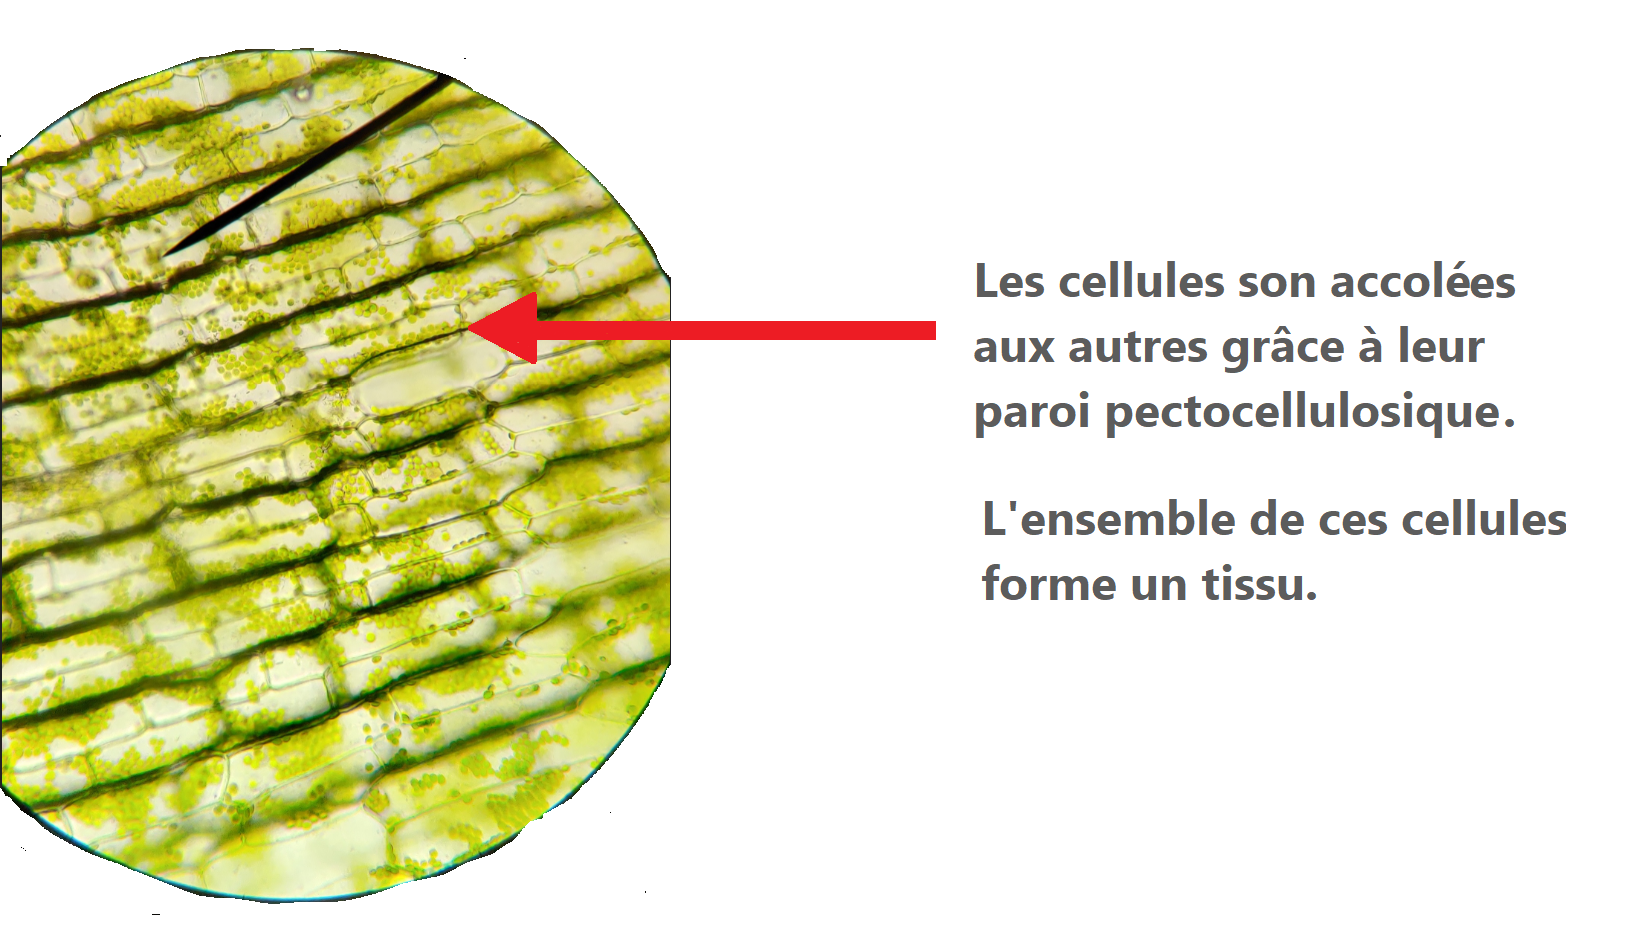 Les cellules son accolées
aux autres grâce à leur
paroi pectocellulosique.
L'ensemble de ces cellules
forme un tissu.